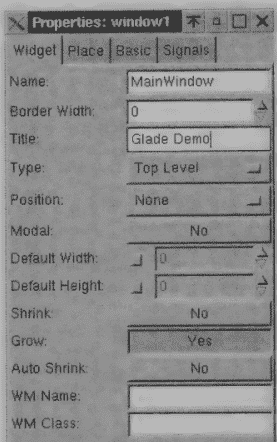 Properties: window1
Widget Place Basic Signals
Name: MainWindow
Border Width: 0
Title: Glade Demo
Type: Top Level
Position: None
Modal: No
Default Width: 0
Default Height: 0
Shrink: No
Grow: Yes
Auto Shrink: No
WM Name:
WM Class: